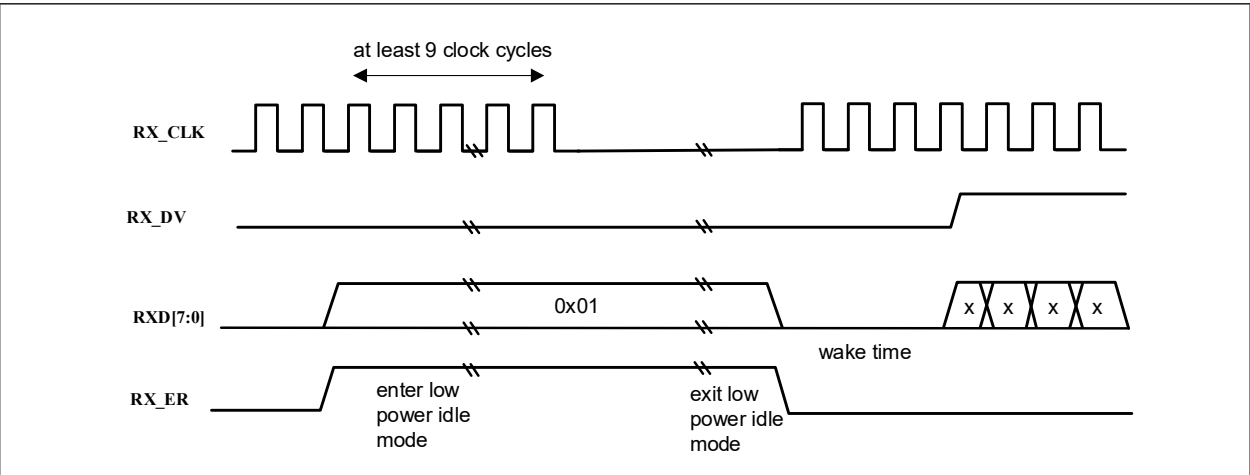 at least 9 clock cycles
RX_CLK
RX_DV
RXD[7:0]
0x01
x x x x
wake time
RX_ER
enter low
power idle
mode
exit low
power idle
mode